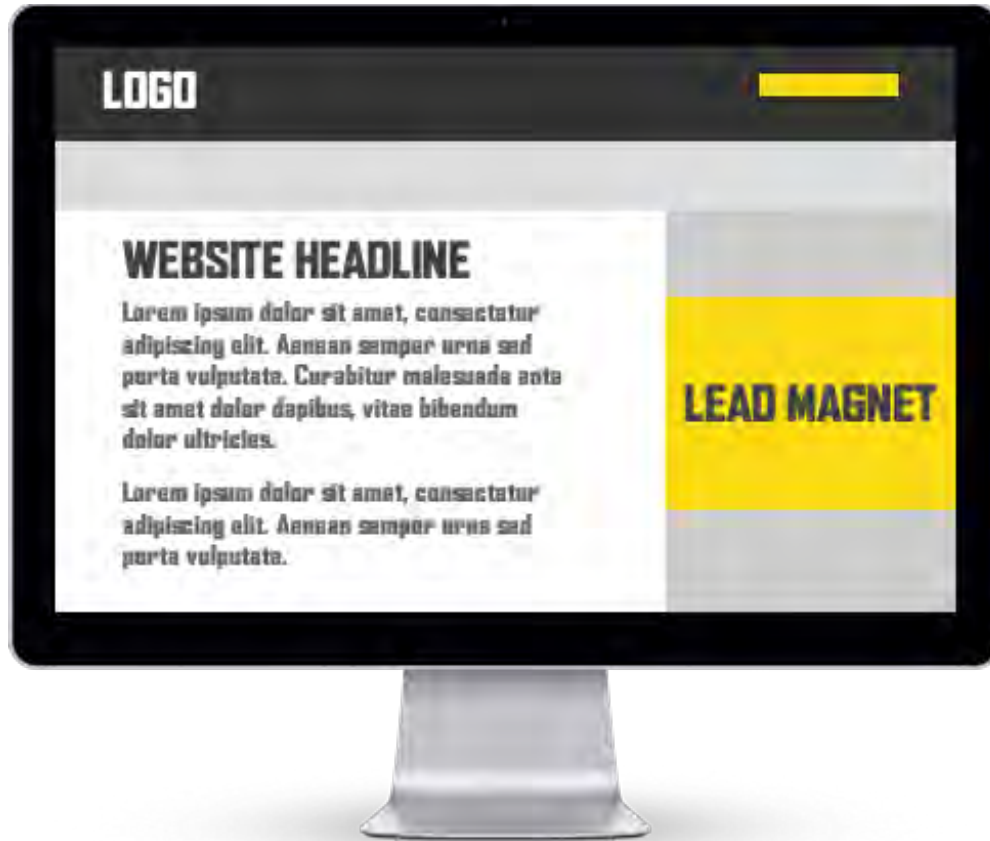 LOGO
WEBSITE HEADLINE
Lorem ipsum dolor sit amet, consectetur
adipiscing elit. Aenean semper urna sed
porta vulputate. Curabitur malesuada ante
sit amet dolor dapibus, vitae bibendum
dolor ultricies.
LEAD MAGNET
Lorem ipsum dolor sit amet, consectetur
adipiscing elit. Aenean semper urna sed
porta vulputate.